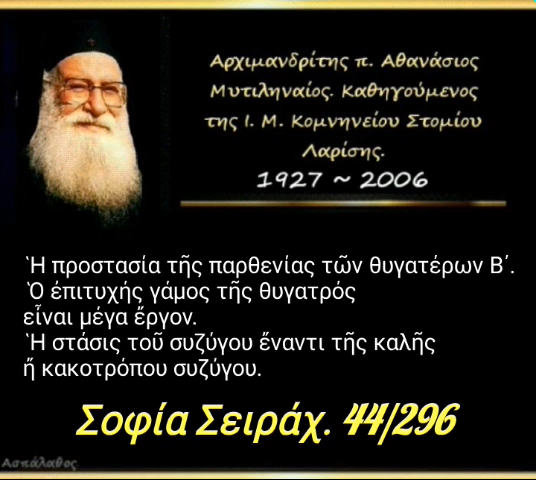 Αρχιμανδρίτης π. Αθανάσιος
Μυτιληναίος. Καθηγούμενος
της Ι. Μ. Κομνηνείου Στομίου
Λαρίσης.
1927 ~ 2006
Ἡ προστασία τῆς παρθενίας τῶν θυγατέρων Β΄.
Ὁ ἐπιτυχής γάμος τῆς θυγατρός
εἶναι μέγα ἔργον.
Ἡ στάσις τοῦ συζύγου ἔναντι τῆς καλῆς
ἤ κακοτρόπου συζύγου.
Σοφία Σειράχ. 44/296
Ασπάλαθος